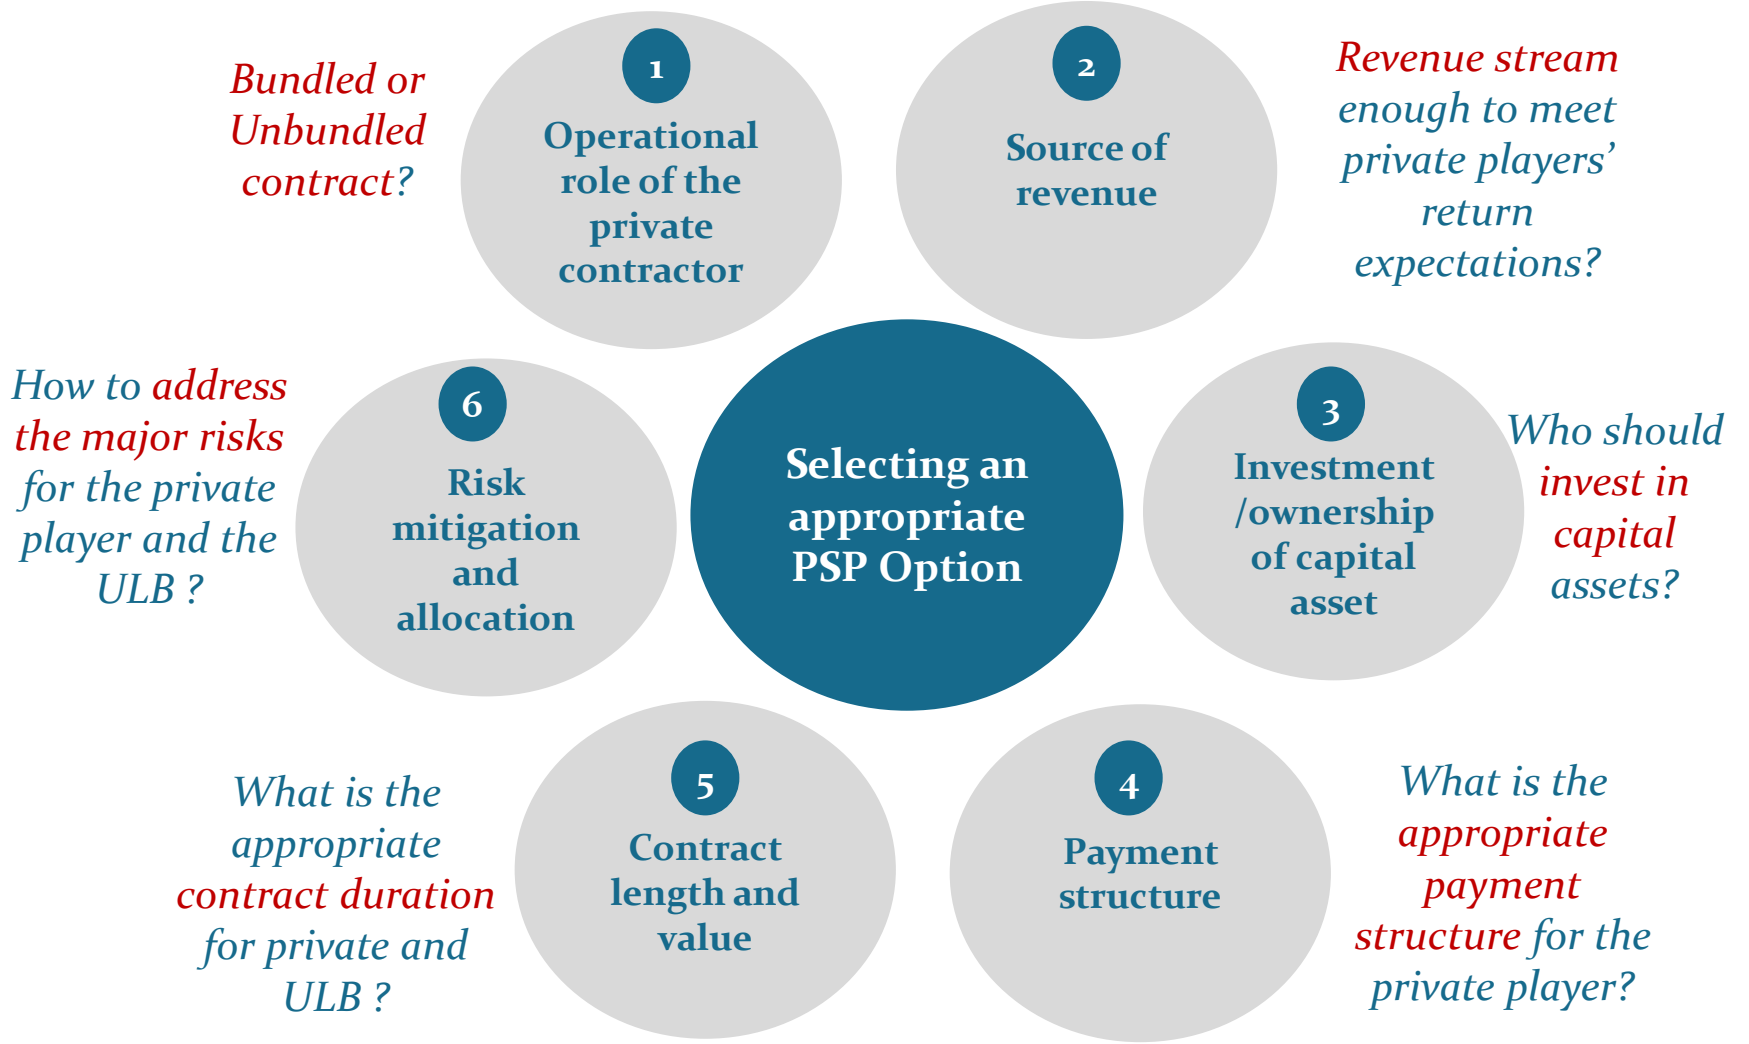 Bundled or
Unbundled
contract?
1
Operational
role of the
private
contractor
2
Source of
revenue
Revenue stream
enough to meet
private players’
return
expectations?
3
Investment
/ownership
of capital
asset
Who should
invest in
capital
assets?
4
Payment
structure
What is the
appropriate
payment
structure for the
private player?
5
Contract
length and
value
What is the
appropriate
contract duration
for private and
ULB ?
6
Risk
mitigation
and
allocation
How to address
the major risks
for the private
player and the
ULB ?
Selecting an
appropriate
PSP Option